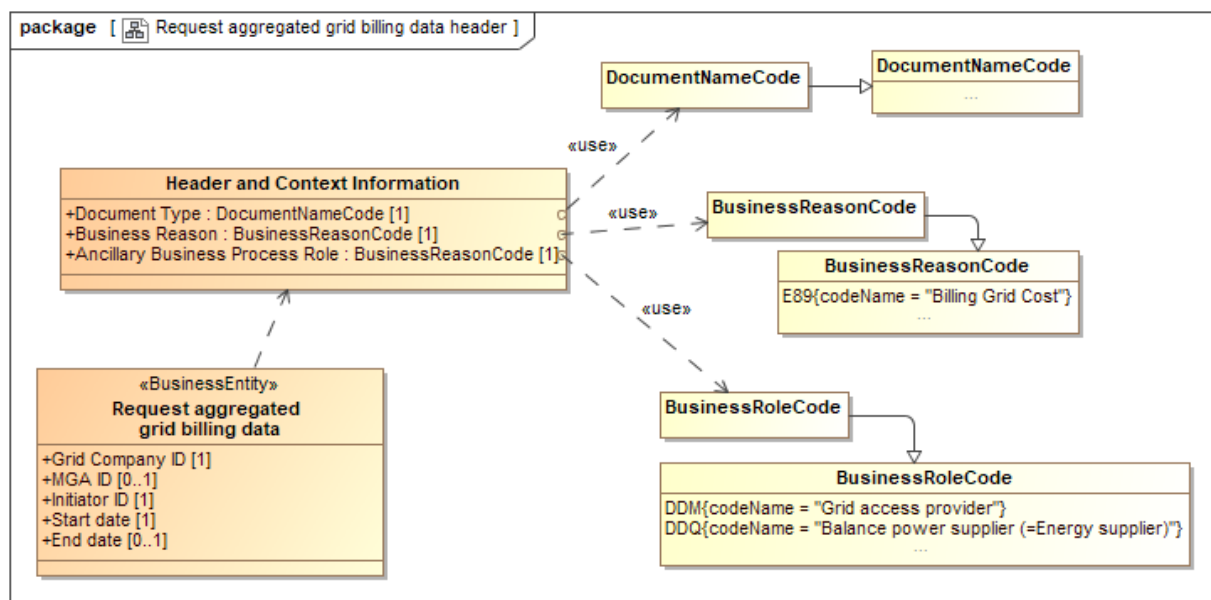 package [ Request aggregated grid billing data header ]
DocumentNameCode
DocumentNameCode
...
«use»
Header and Context Information
+Document Type : DocumentNameCode [1]
+Business Reason : BusinessReasonCode [1]
+Ancillary Business Process Role : BusinessReasonCode [1]
«use»
BusinessReasonCode
BusinessReasonCode
E89{codeName = "Billing Grid Cost"}
...
«use»
«BusinessEntity»
Request aggregated
grid billing data
+Grid Company ID [1]
+MGA ID [0..1]
+Initiator ID [1]
+Start date [1]
+End date [0..1]
BusinessRoleCode
BusinessRoleCode
DDM{codeName = "Grid access provider"}
DDQ{codeName = "Balance power supplier (=Energy supplier)"}
...